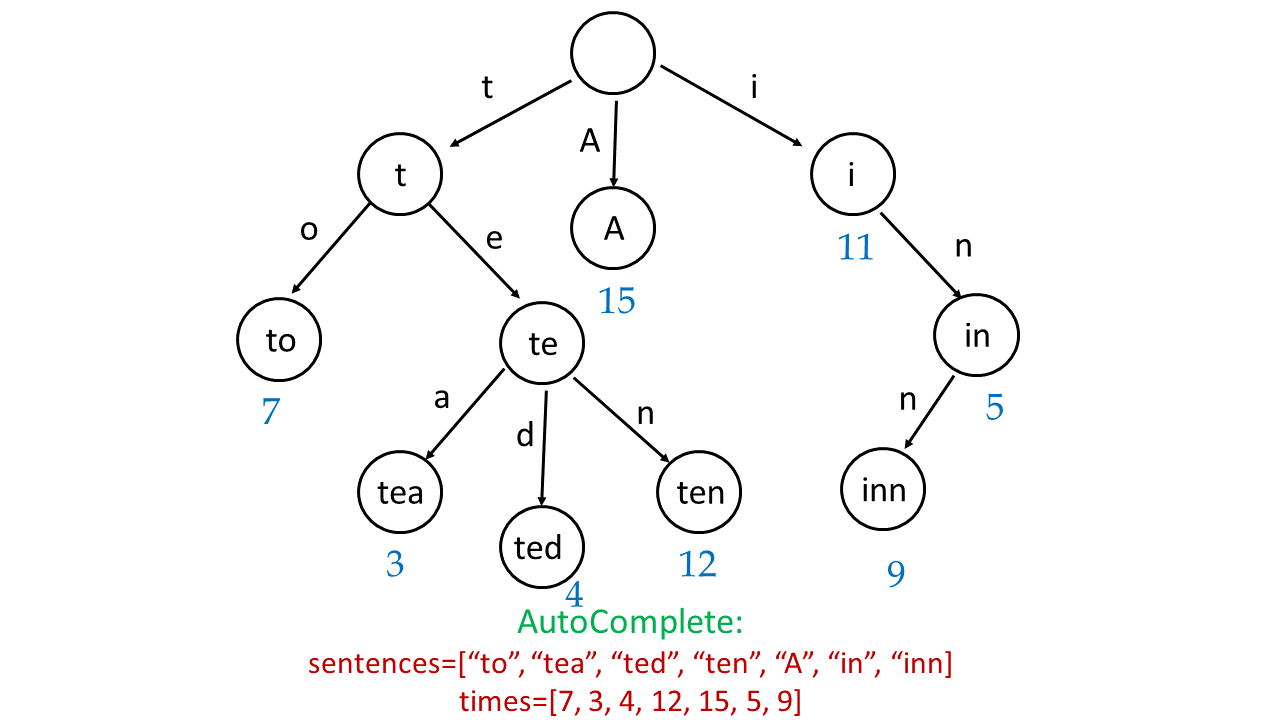 t
i
A
t
i
A
o
e
n
11
15
to
te
in
7
a
d
n
n
5
tea
ted
ten
inn
3
4
12
9
AutoComplete:
sentences=[“to”, “tea”, “ted”, “ten”, “A”, “in”, “inn]
times=[7, 3, 4, 12, 15, 5, 9]